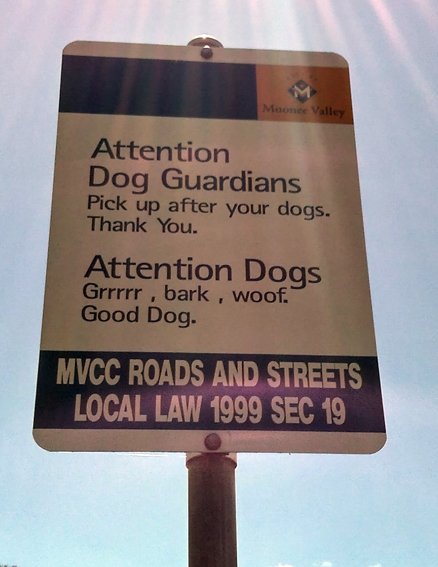 M
Moonee Valley
Attention
Dog Guardians
Pick up after your dogs.
Thank You.
Attention Dogs
Grrrrr , bark , woof.
Good Dog.
MVCC ROADS AND STREETS
LOCAL LAW 1999 SEC 19